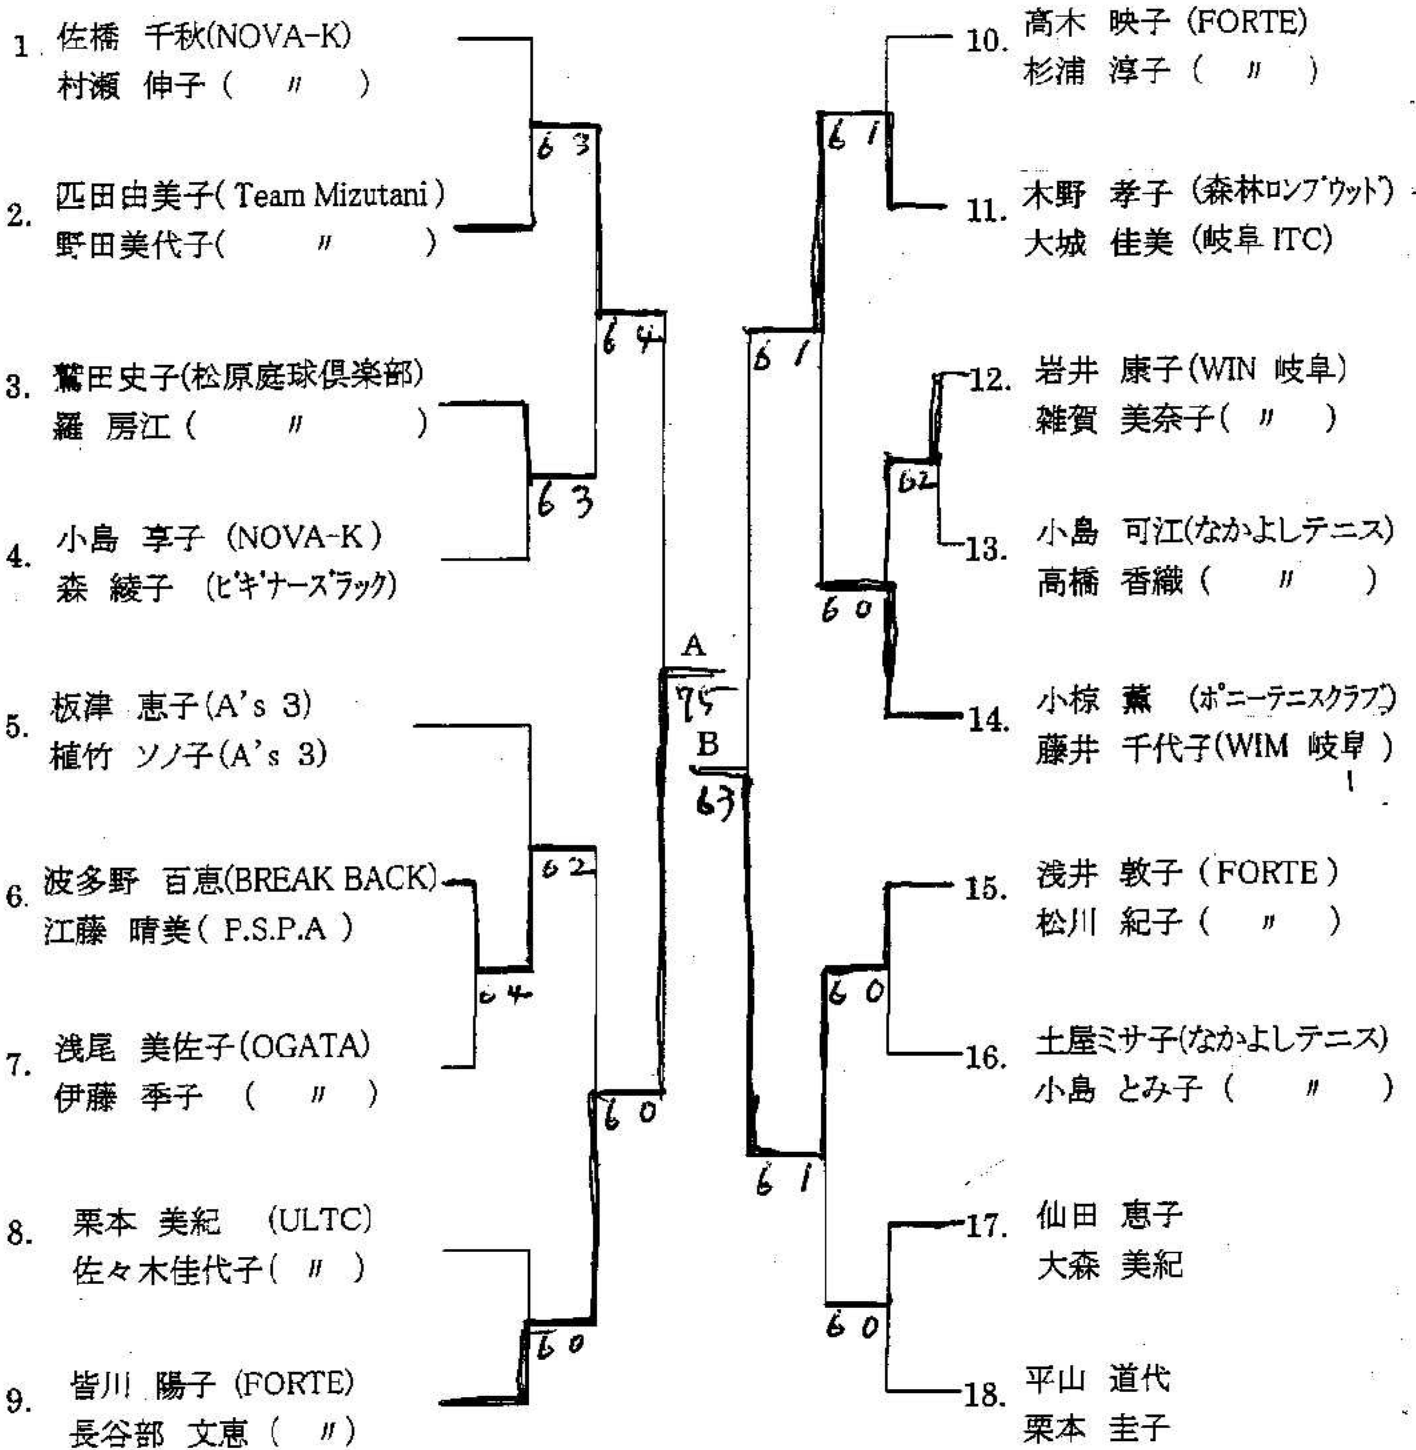 1. 佐橋 千秋(NOVA-K)
村瀬 伸子 ( 〃 )
63
2. 匹田由美子( Team Mizutani )
野田美代子( 〃 )
64
3. 鷲田史子(松原庭球倶楽部)
羅 房江 ( 〃 )
63
4. 小島 享子 (NOVA-K)
森 綾子 (ビギナーズラック)
A
75
5. 板津 恵子(A's 3)
植竹 ソノ子(A's 3)
62
6. 波多野 百恵(BREAK BACK)
江藤 晴美( P.S.P.A )
64
7. 浅尾 美佐子(OGATA)
伊藤 季子 ( 〃 )
60
8. 栗本 美紀 (ULTC)
佐々木佳代子( 〃 )
60
9. 皆川 陽子 (FORTE)
長谷部 文恵 ( 〃)
10. 高木 映子 (FORTE)
杉浦 淳子 ( 〃 )
61
11. 木野 孝子 (森林ロングウッド)
大城 佳美 (岐阜 ITC)
61
12. 岩井 康子(WIN 岐阜)
雑賀 美奈子( 〃 )
62
13. 小島 可江(なかよしテニス)
高橋 香織 ( 〃 )
60
14. 小椋 薫 (ポニーテニスクラブ)
藤井 千代子(WIM 岐阜 )
B
63
15. 浅井 敦子 ( FORTE )
松川 紀子 ( 〃 )
60
16. 土屋ミサ子(なかよしテニス)
小島 とみ子 ( 〃 )
61
17. 仙田 恵子
大森 美紀
60
18. 平山 道代
栗本 圭子